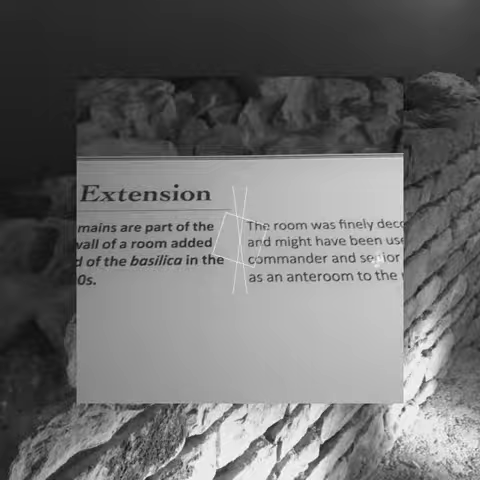 Extension
mains are part of the
wall of a room added
d of the basilica in the
0s.
The room was finely deco
and might have been use
commander and senior
as an anteroom to the